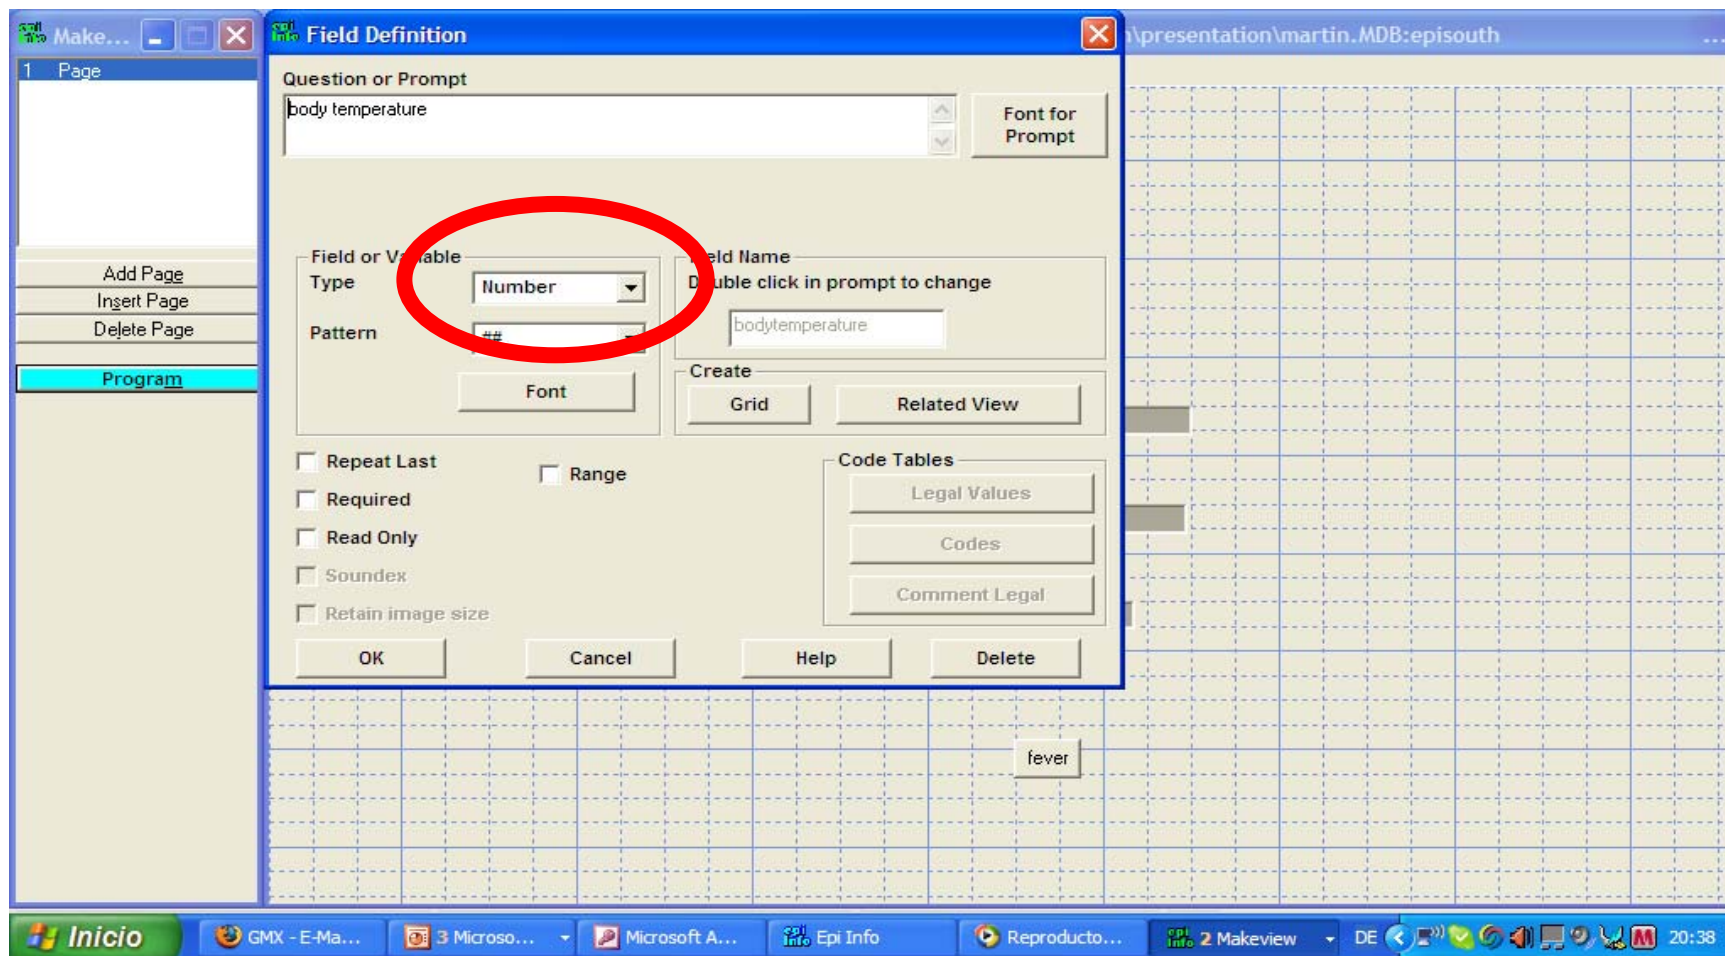 Make...
Field Definition
n\presentation\martin.MDB:episouth
...
1 Page
Question or Prompt
body temperature
Font for
Prompt
Add Page
Insert Page
Delete Page
Program
Field or Variable
Type
Number
Pattern
##
Font
Field Name
Double click in prompt to change
bodytemperature
Create
Grid
Related View
Repeat Last
Range
Required
Read Only
Soundex
Retain image size
Code Tables
Legal Values
Codes
Comment Legal
OK
Cancel
Help
Delete
fever
Inicio
GMX - E-Ma...
3 Microso...
Microsoft A...
Epi Info
Reproducto...
2 Makeview
DE
20:38